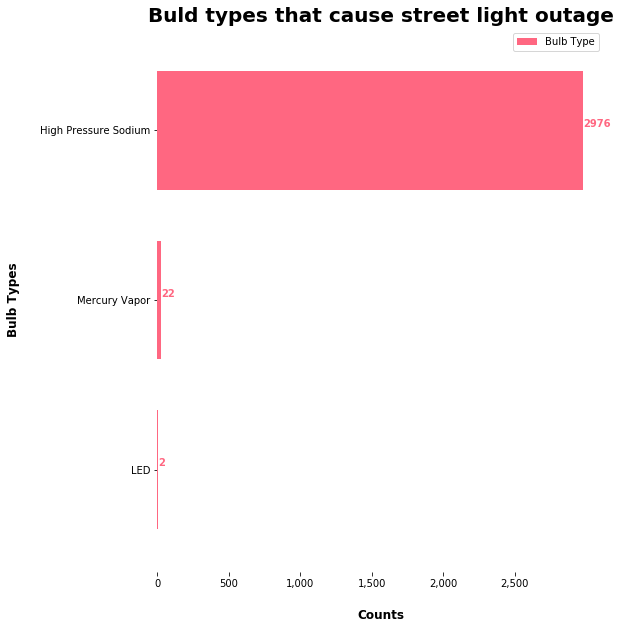 Buld types that cause street light outage
Bulb Type
High Pressure Sodium
2976
Mercury Vapor
22
LED
2
Bulb Types
0 500 1,000 1,500 2,000 2,500
Counts